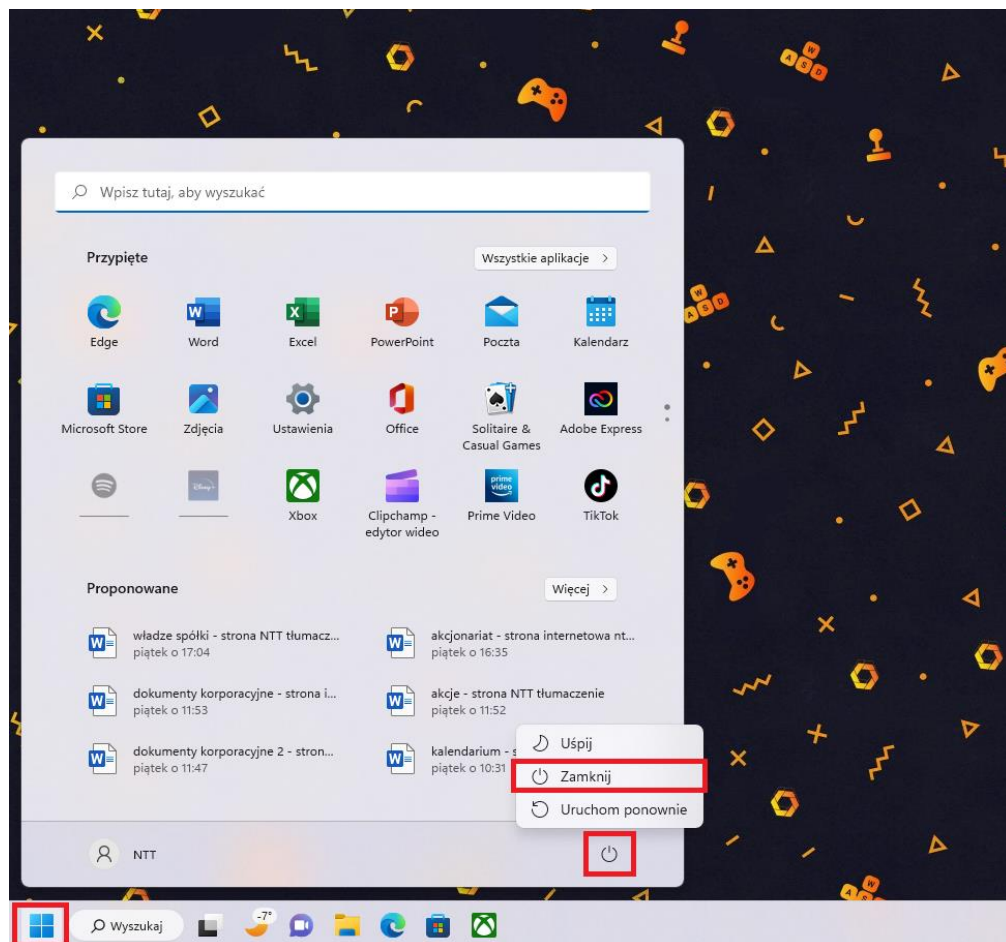 Wpisz tutaj, aby wyszukać
Przypięte
Wszystkie aplikacje >
Edge
Word
Excel
PowerPoint
Poczta
Kalendarz
Microsoft Store
Zdjęcia
Ustawienia
Office
Solitaire &
Casual Games
Adobe Express
Xbox
Clipchamp -
edytor wideo
prime
video
Prime Video
TikTok
Disney+
Proponowane
Więcej >
władze spółki - strona NTT tłumacz...
piątek o 17:04
akcjonariat - strona internetowa nt...
piątek o 16:35
dokumenty korporacyjne - strona i...
piątek o 11:53
akcje - strona NTT tłumaczenie
piątek o 11:52
dokumenty korporacyjne 2 - stron...
piątek o 11:47
kalendarium - s
piątek o 10:31
Uśpij
Zamknij
Uruchom ponownie
NTT
Wyszukaj
-7°
W
A S D
W
A S D
W
A S D